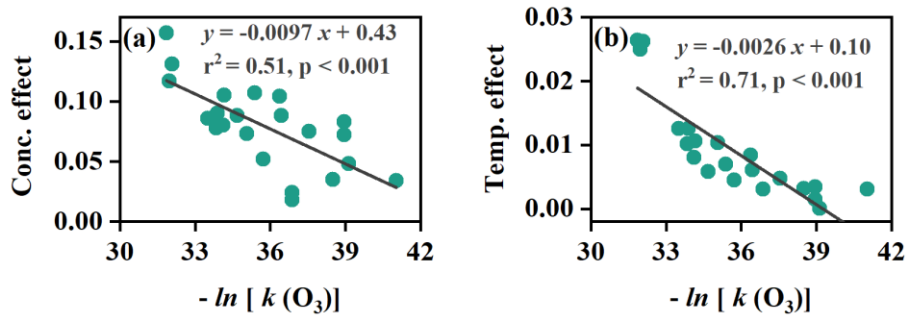 (a)
y = -0.0097 x + 0.43
r² = 0.51, p < 0.001
Conc. effect
0.15
0.10
0.05
0.00
30 33 36 39 42
- ln [ k (O₃)]
(b)
y = -0.0026 x + 0.10
r² = 0.71, p < 0.001
Temp. effect
0.03
0.02
0.01
0.00
30 33 36 39 42
- ln [ k (O₃)]